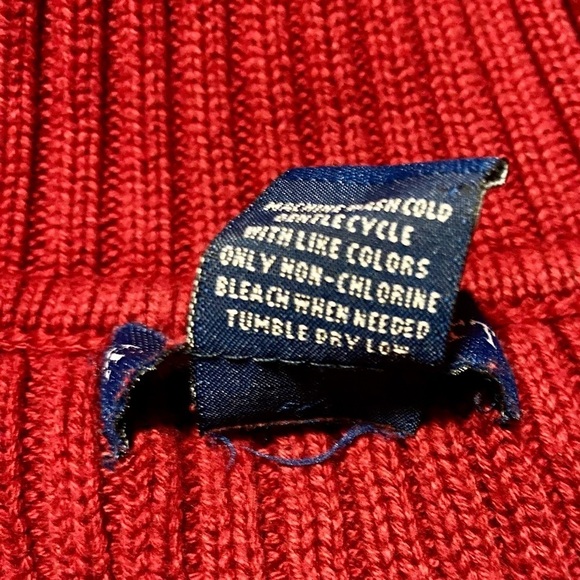 MACHINE WASH COLD
GENTLE CYCLE
WITH LIKE COLORS
ONLY NON-CHLORINE
BLEACH WHEN NEEDED
TUMBLE DRY LOW